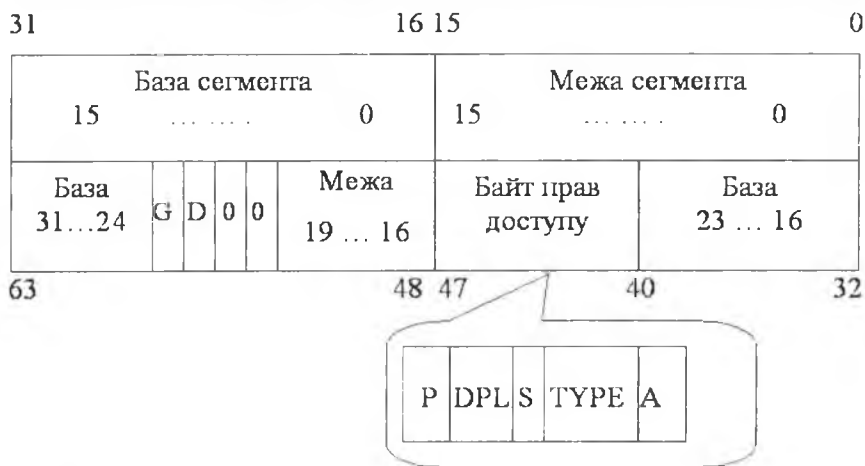 31 16 15 0
База сегмента Межа сегмента
15 ... ... . 0 15 ... ... . 0
База 31...24 G D 0 0 Межа 19 ... 16 Байт прав доступу База 23 ... 16
63 48 47 40 32
P DPL S TYPE A